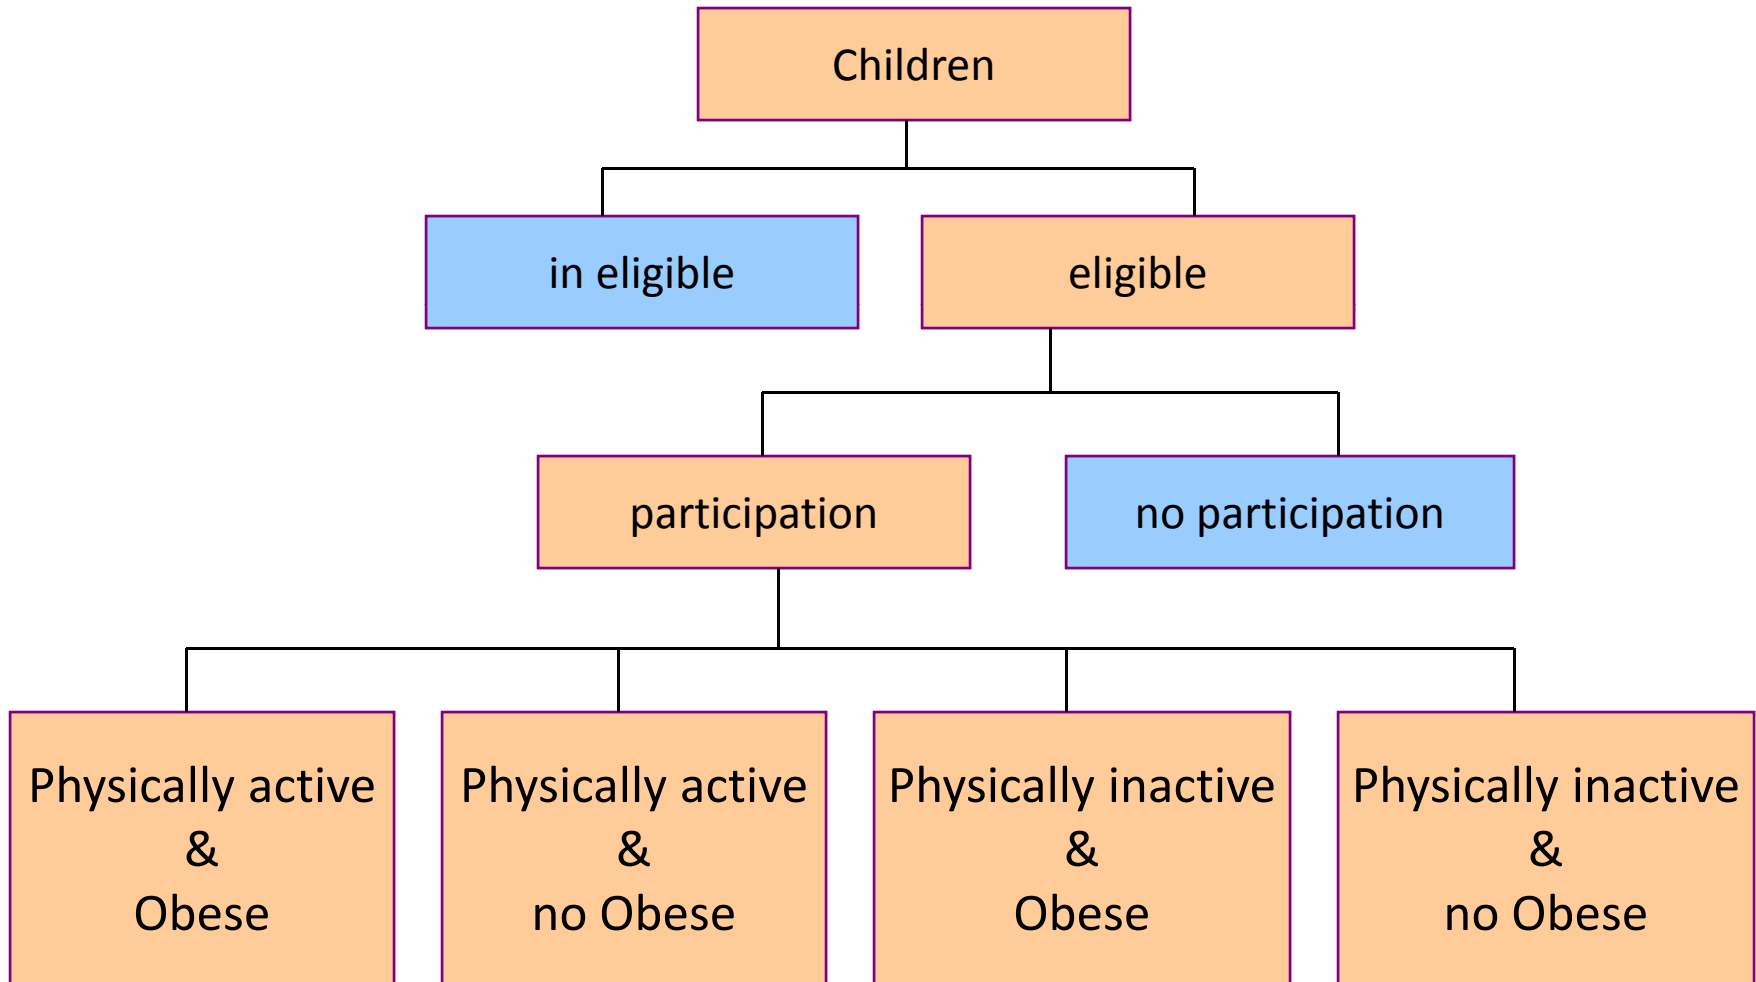 Children
in eligible
eligible
participation
no participation
Physically active
&
Obese
Physically active
&
no Obese
Physically inactive
&
Obese
Physically inactive
&
no Obese